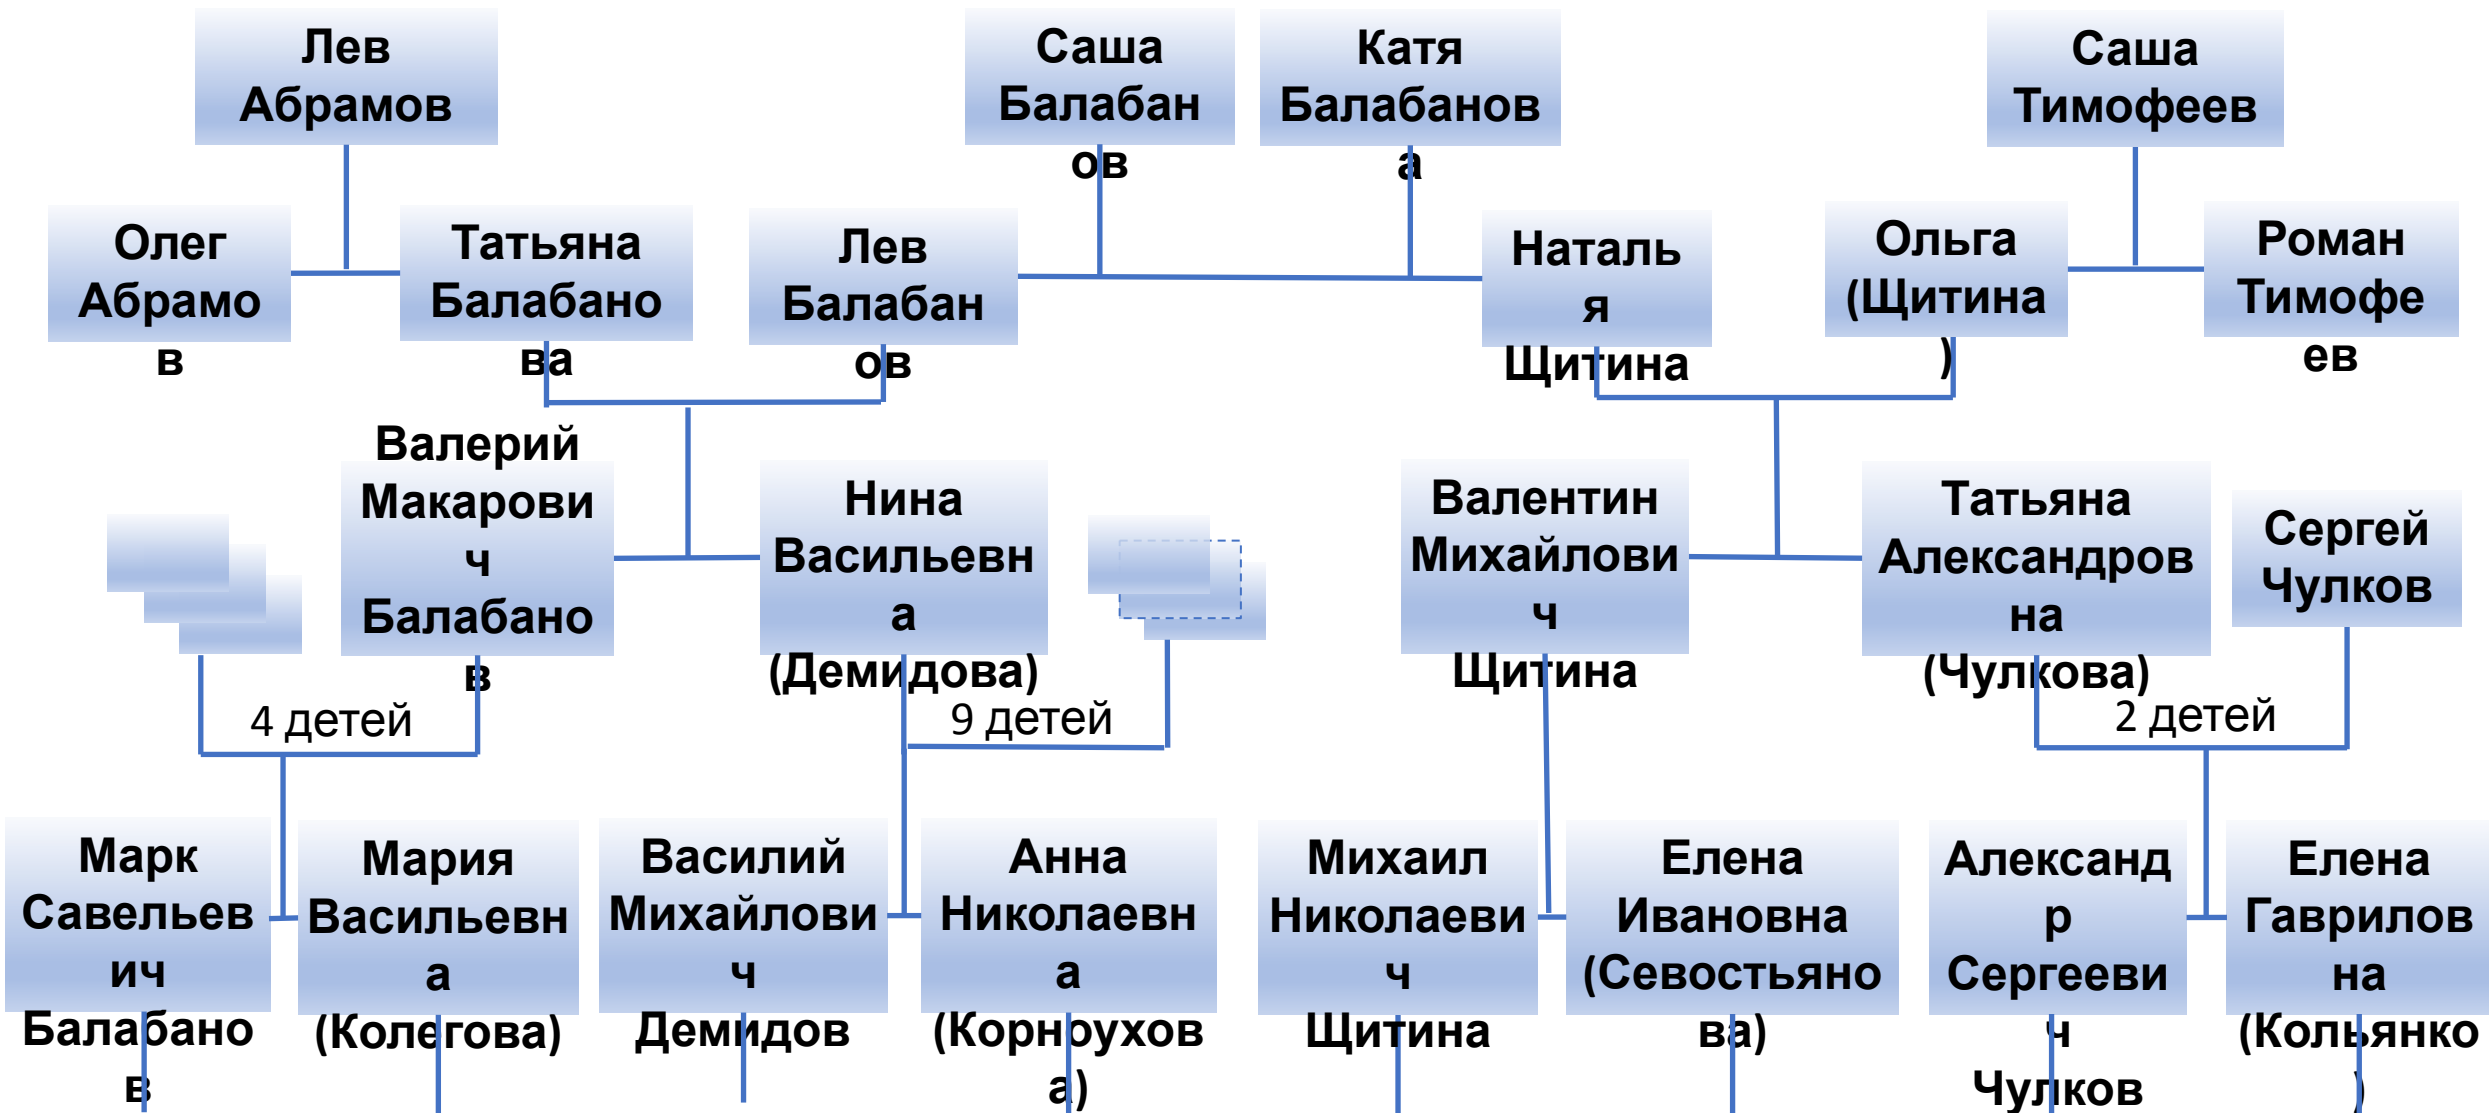 Лев
Абрамов
Саша
Балабан
ов
Катя
Балабанов
а
Саша
Тимофеев
Олег
Абрамо
в
Татьяна
Балабано
ва
Лев
Балабан
ов
Наталь
я
Щитина
Ольга
(Щитина
)
Роман
Тимофе
ев
Валерий
Макарови
ч
Балабано
в
Нина
Васильевн
а
(Демидова)
Валентин
Михайлови
ч
Щитина
Татьяна
Александров
на
(Чулкова)
Сергей
Чулков
4 детей
9 детей
2 детей
Марк
Савельев
ич
Балабано
в
Мария
Васильевн
а
(Колегова)
Василий
Михайлови
ч
Демидов
Анна
Николаевн
а
(Корноухов
а)
Михаил
Николаеви
ч
Щитина
Елена
Ивановна
(Севостьяно
ва)
Александ
р
Сергееви
ч
Чулков
Елена
Гаврилов
на
(Кольянко
)